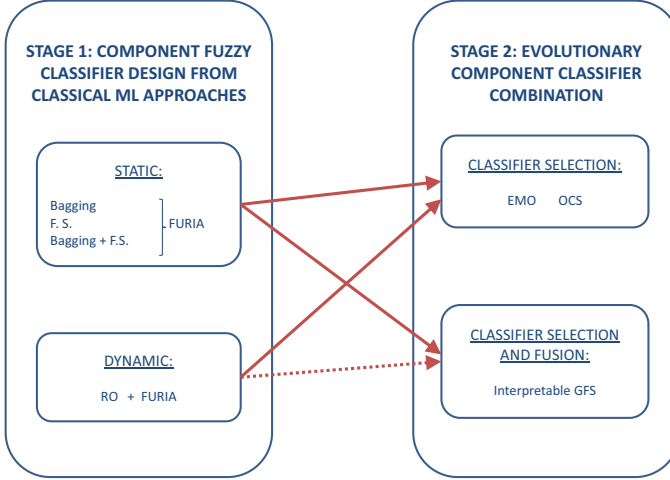 STAGE 1: COMPONENT FUZZY
CLASSIFIER DESIGN FROM
CLASSICAL ML APPROACHES
STATIC:
Bagging
F. S.
Bagging + F.S.
FURIA
DYNAMIC:
RO + FURIA
STAGE 2: EVOLUTIONARY
COMPONENT CLASSIFIER
COMBINATION
CLASSIFIER SELECTION:
EMO OCS
CLASSIFIER SELECTION
AND FUSION:
Interpretable GFS